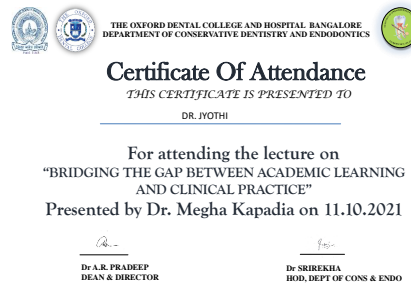 THE OXFORD DENTAL COLLEGE AND HOSPITAL BANGALORE
DEPARTMENT OF CONSERVATIVE DENTISTRY AND ENDODONTICS
Certificate Of Attendance
THIS CERTIFICATE IS PRESENTED TO
DR. JYOTHI
For attending the lecture on
“BRIDGING THE GAP BETWEEN ACADEMIC LEARNING
AND CLINICAL PRACTICE”
Presented by Dr. Megha Kapadia on 11.10.2021
Dr A.R. PRADEEP
DEAN & DIRECTOR
Dr SRIREKHA
HOD, DEPT OF CONS & ENDO